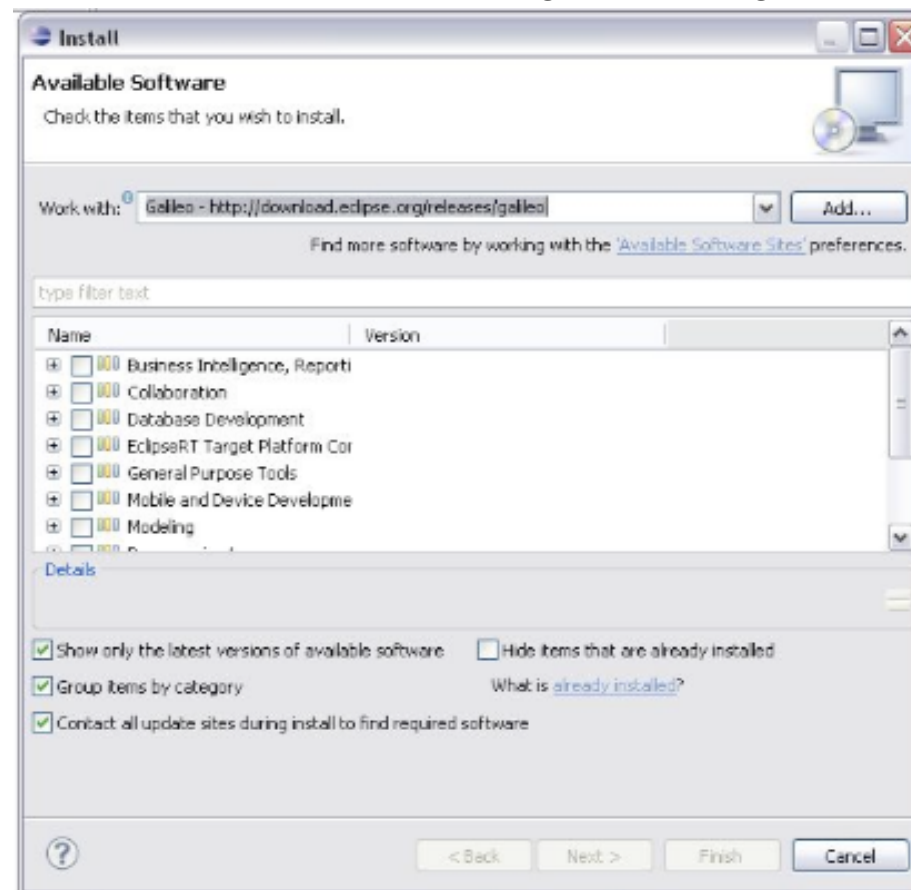 Install
Available Software
Check the items that you wish to install.
Work with: Galileo - http://download.eclipse.org/releases/galileo Add...
Find more software by working with the 'Available Software Sites' preferences.
type filter text
Name Version
Business Intelligence, Reporti
Collaboration
Database Development
EclipseRT Target Platform Cor
General Purpose Tools
Mobile and Device Developme
Modeling
Details
Show only the latest versions of available software Hide items that are already installed
Group items by category What is already installed?
Contact all update sites during install to find required software
? < Back Next > Finish Cancel